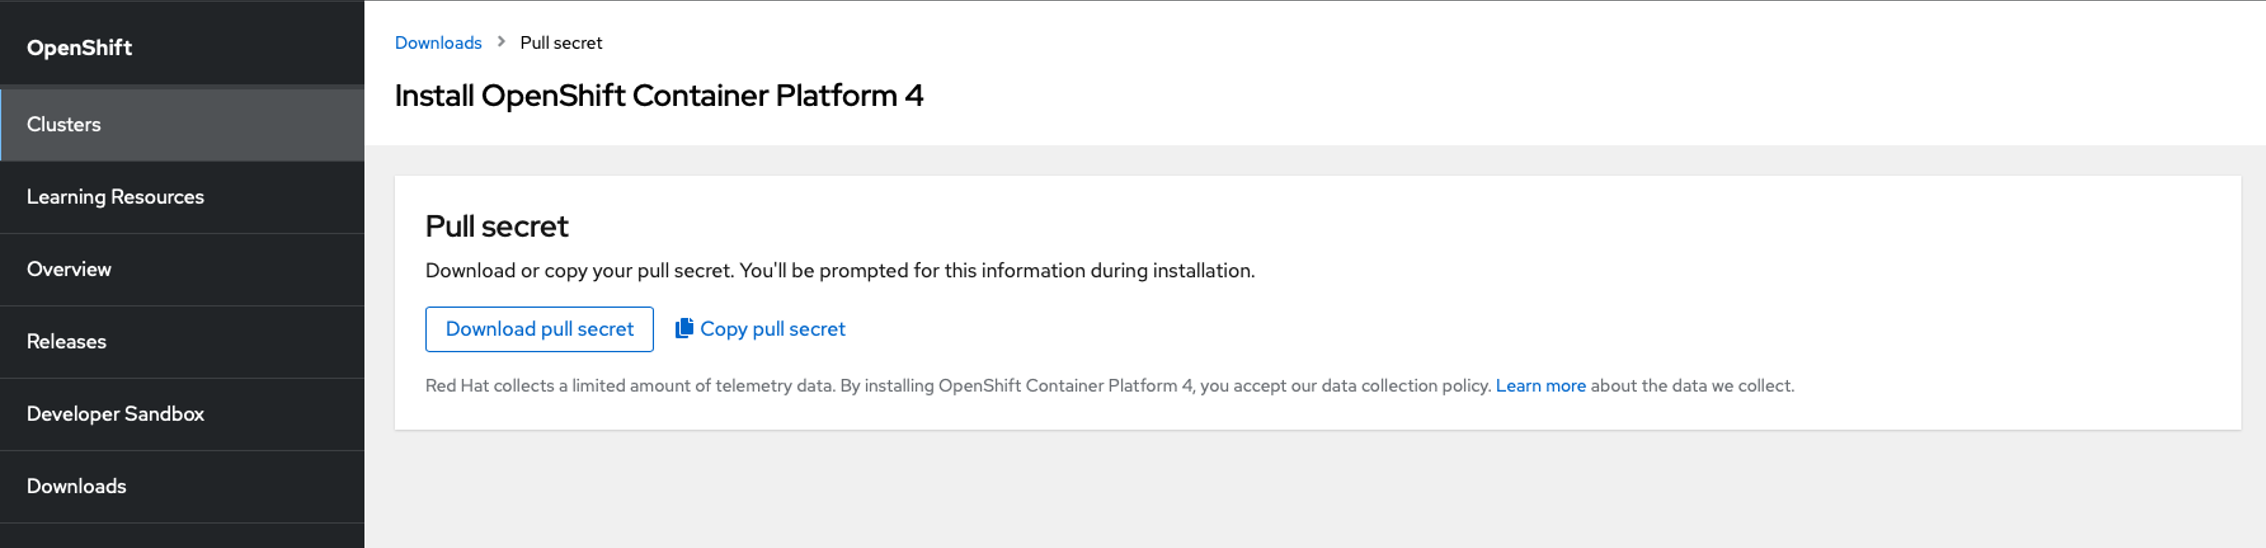 OpenShift
Clusters
Learning Resources
Overview
Releases
Developer Sandbox
Downloads
Downloads > Pull secret
Install OpenShift Container Platform 4
Pull secret
Download or copy your pull secret. You'll be prompted for this information during installation.
Download pull secret Copy pull secret
Red Hat collects a limited amount of telemetry data. By installing OpenShift Container Platform 4, you accept our data collection policy. Learn more about the data we collect.